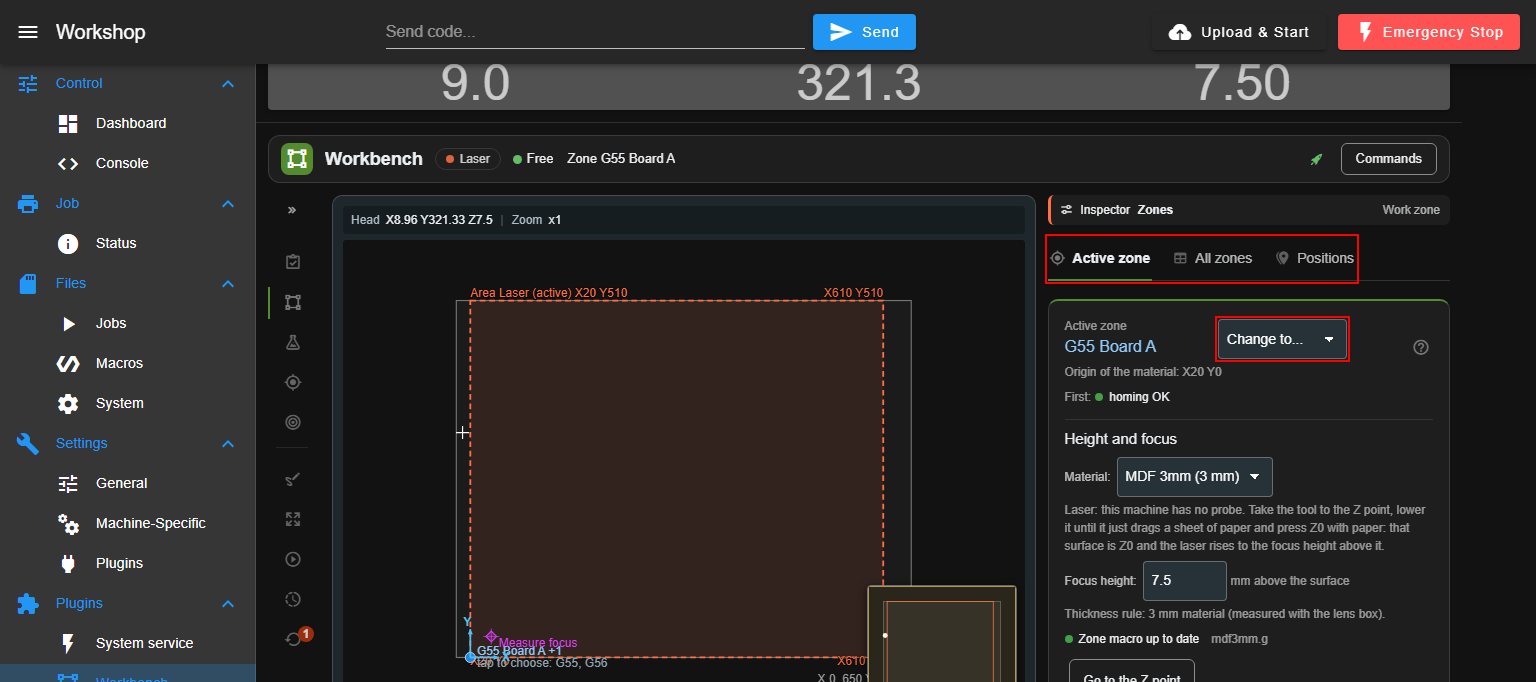 Workshop
Send code...
Send
Upload & Start
Emergency Stop
Control
Dashboard
Console
Job
Status
Files
Jobs
Macros
System
Settings
General
Machine-Specific
Plugins
Plugins
System service
Workbench
9.0 321.3 7.50
Workbench Laser Free Zone G55 Board A
Commands
Head X8.96 Y321.33 Z7.5 | Zoom x1
Area Laser (active) X20 Y510 X610 Y510
Y
Measure focus
G55 Board A +1
Tap to choose: G55, G56
X610
X 0, 650 Y
1
Inspector Zones Work zone
Active zone All zones Positions
Active zone
G55 Board A
Change to...
Origin of the material: X20 Y0
First: homing OK
Height and focus
Material: MDF 3mm (3 mm)
Laser: this machine has no probe. Take the tool to the Z point, lower
it until it just drags a sheet of paper and press Z0 with paper: that
surface is Z0 and the laser rises to the focus height above it.
Focus height: 7.5 mm above the surface
Thickness rule: 3 mm material (measured with the lens box).
Zone macro up to date mdf3mm.g
Go to the Z point